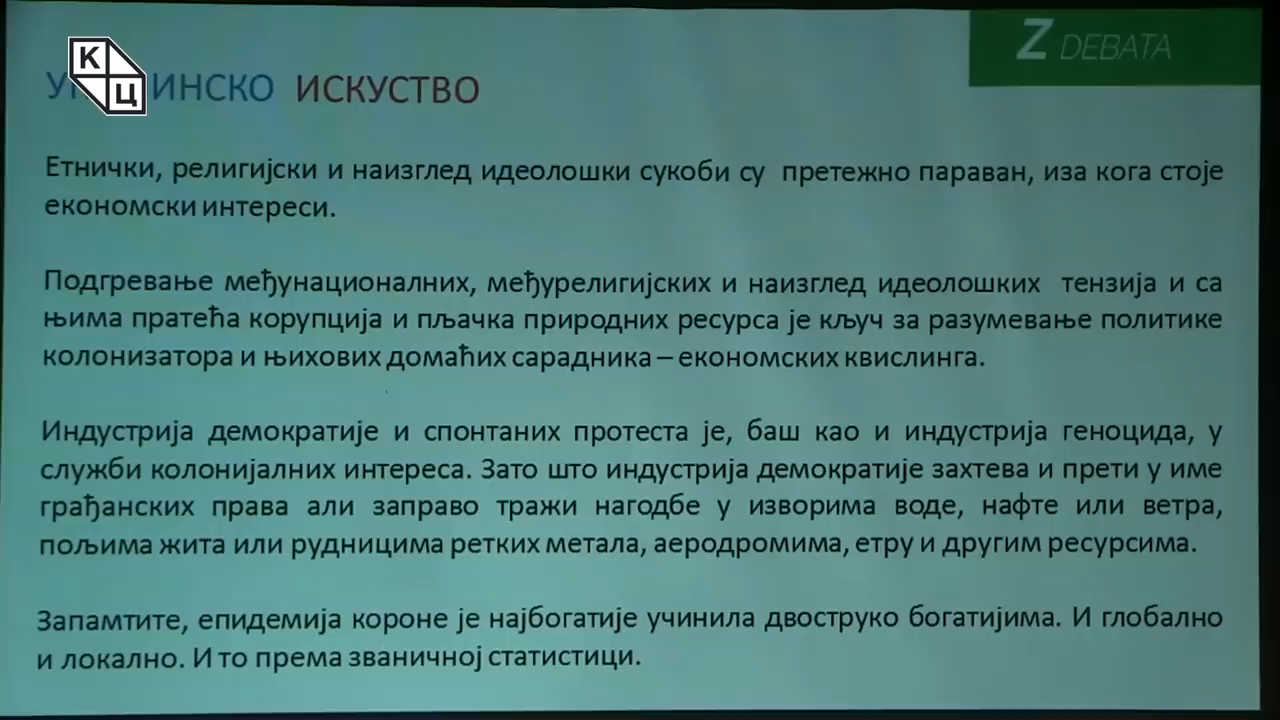 Z DEBATA
КЦ
ИСКУСТВО
Етнички, религијски и наизглед идеолошки сукоби су претежно параван, иза кога стоје
економски интереси.
Подгревање међунационалних, међурелигијских и наизглед идеолошких тензија и са
њима пратећа корупција и пљачка природних ресурса је кључ за разумевање политике
колонизатора и њихових домаћих сарадника – економских квислинга.
Индустрија демократије и спонтаних протеста је, баш као и индустрија геноцида, у
служби колонијалних интереса. Зато што индустрија демократије захтева и прети у име
грађанских права али заправо тражи нагодбе у изворима воде, нафте или ветра,
пољима жита или рудницима ретких метала, аеродромима, етру и другим ресурсима.
Запамтите, епидемија короне је најбогатије учинила двоструко богатијима. И глобално
и локално. И то према званичној статистици.